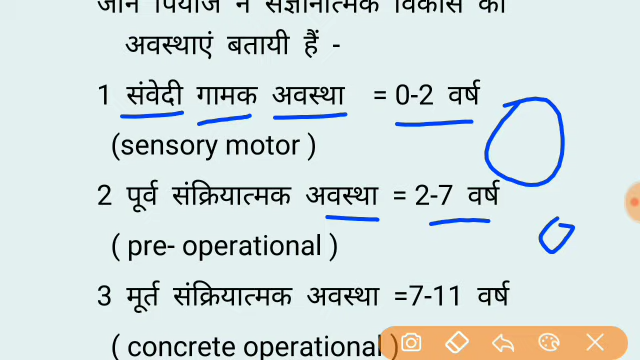 जीन पियाजे ने संज्ञानात्मक विकास की
अवस्थाएं बतायी हैं -
1 संवेदी गामक अवस्था = 0-2 वर्ष
(sensory motor )
2 पूर्व संक्रियात्मक अवस्था = 2-7 वर्ष
( pre- operational )
3 मूर्त संक्रियात्मक अवस्था =7-11 वर्ष
( concrete operational )